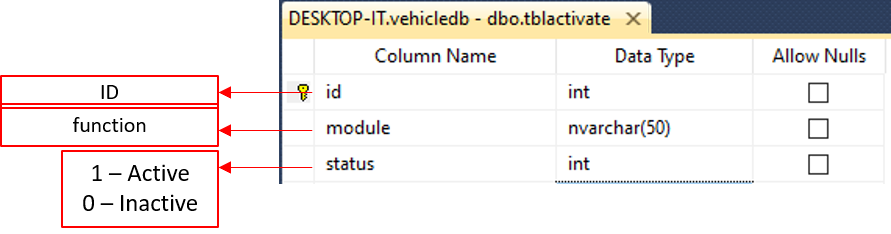 DESKTOP-IT.vehicledb - dbo.tblactivate ×
Column Name Data Type Allow Nulls
ID id int
function module nvarchar(50)
1 – Active status int
0 – Inactive